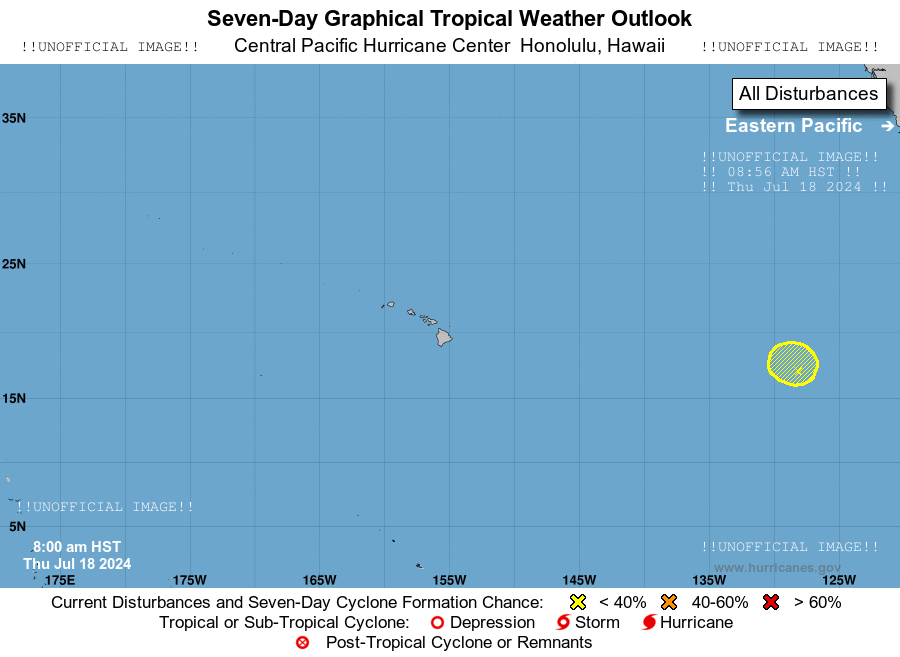 Seven-Day Graphical Tropical Weather Outlook
!!UNOFFICIAL IMAGE!! Central Pacific Hurricane Center Honolulu, Hawaii !!UNOFFICIAL IMAGE!!
All Disturbances
35N
Eastern Pacific
!!UNOFFICIAL IMAGE!!
!! 08:56 AM HST !!
!! Thu Jul 18 2024 !!
25N
15N
!!UNOFFICIAL IMAGE!!
5N
8:00 am HST
Thu Jul 18 2024
!!UNOFFICIAL IMAGE!!
www.hurricanes.gov
175E 175W 165W 155W 145W 135W 125W
Current Disturbances and Seven-Day Cyclone Formation Chance: < 40% 40-60% > 60%
Tropical or Sub-Tropical Cyclone: Depression Storm Hurricane
Post-Tropical Cyclone or Remnants